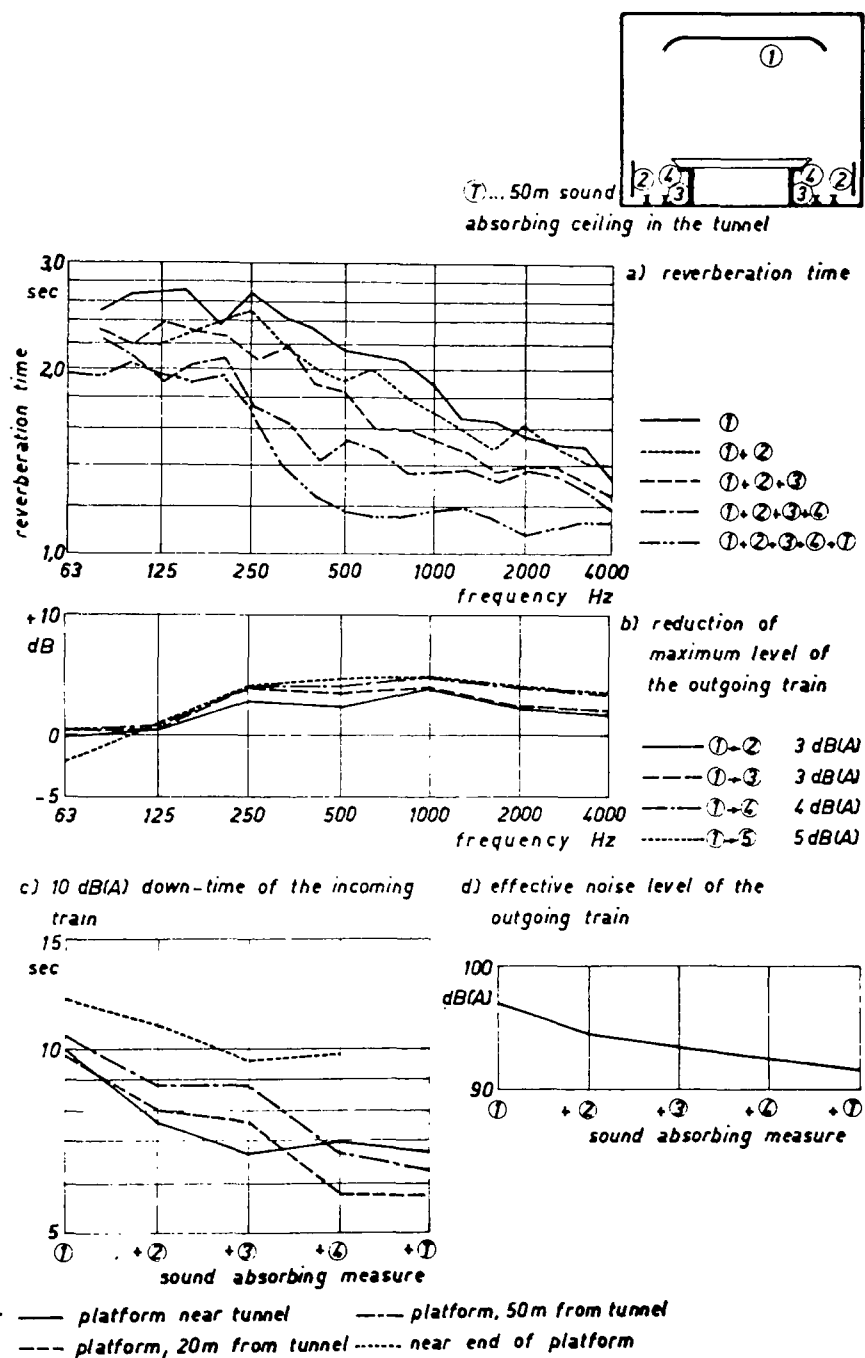 ①
② ④ ④ ②
③ ③
Ⓣ... 50m sound
absorbing ceiling in the tunnel
3,0
sec
2,0
1,0
reverberation time
63 125 250 500 1000 2000 4000
frequency Hz
a) reverberation time
①
①+②
①+②+③
①+②+③+④
①+②+③+④+Ⓣ
+10
dB
0
-5
63 125 250 500 1000 2000 4000
frequency Hz
b) reduction of
maximum level of
the outgoing train
①→② 3 dB(A)
①→③ 3 dB(A)
①→④ 4 dB(A)
①→⑤ 5 dB(A)
c) 10 dB(A) down-time of the incoming
train
15
sec
10
5
① +② +③ +④ +Ⓣ
sound absorbing measure
d) effective noise level of the
outgoing train
100
dB(A)
90
① +② +③ +④ +Ⓣ
sound absorbing measure
platform near tunnel
platform, 50m from tunnel
platform, 20m from tunnel
near end of platform